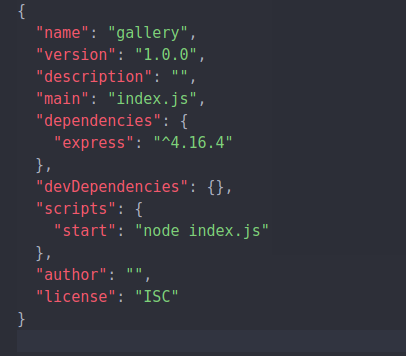 {
  "name": "gallery",
  "version": "1.0.0",
  "description": "",
  "main": "index.js",
  "dependencies": {
    "express": "^4.16.4"
  },
  "devDependencies": {},
  "scripts": {
    "start": "node index.js"
  },
  "author": "",
  "license": "ISC"
}